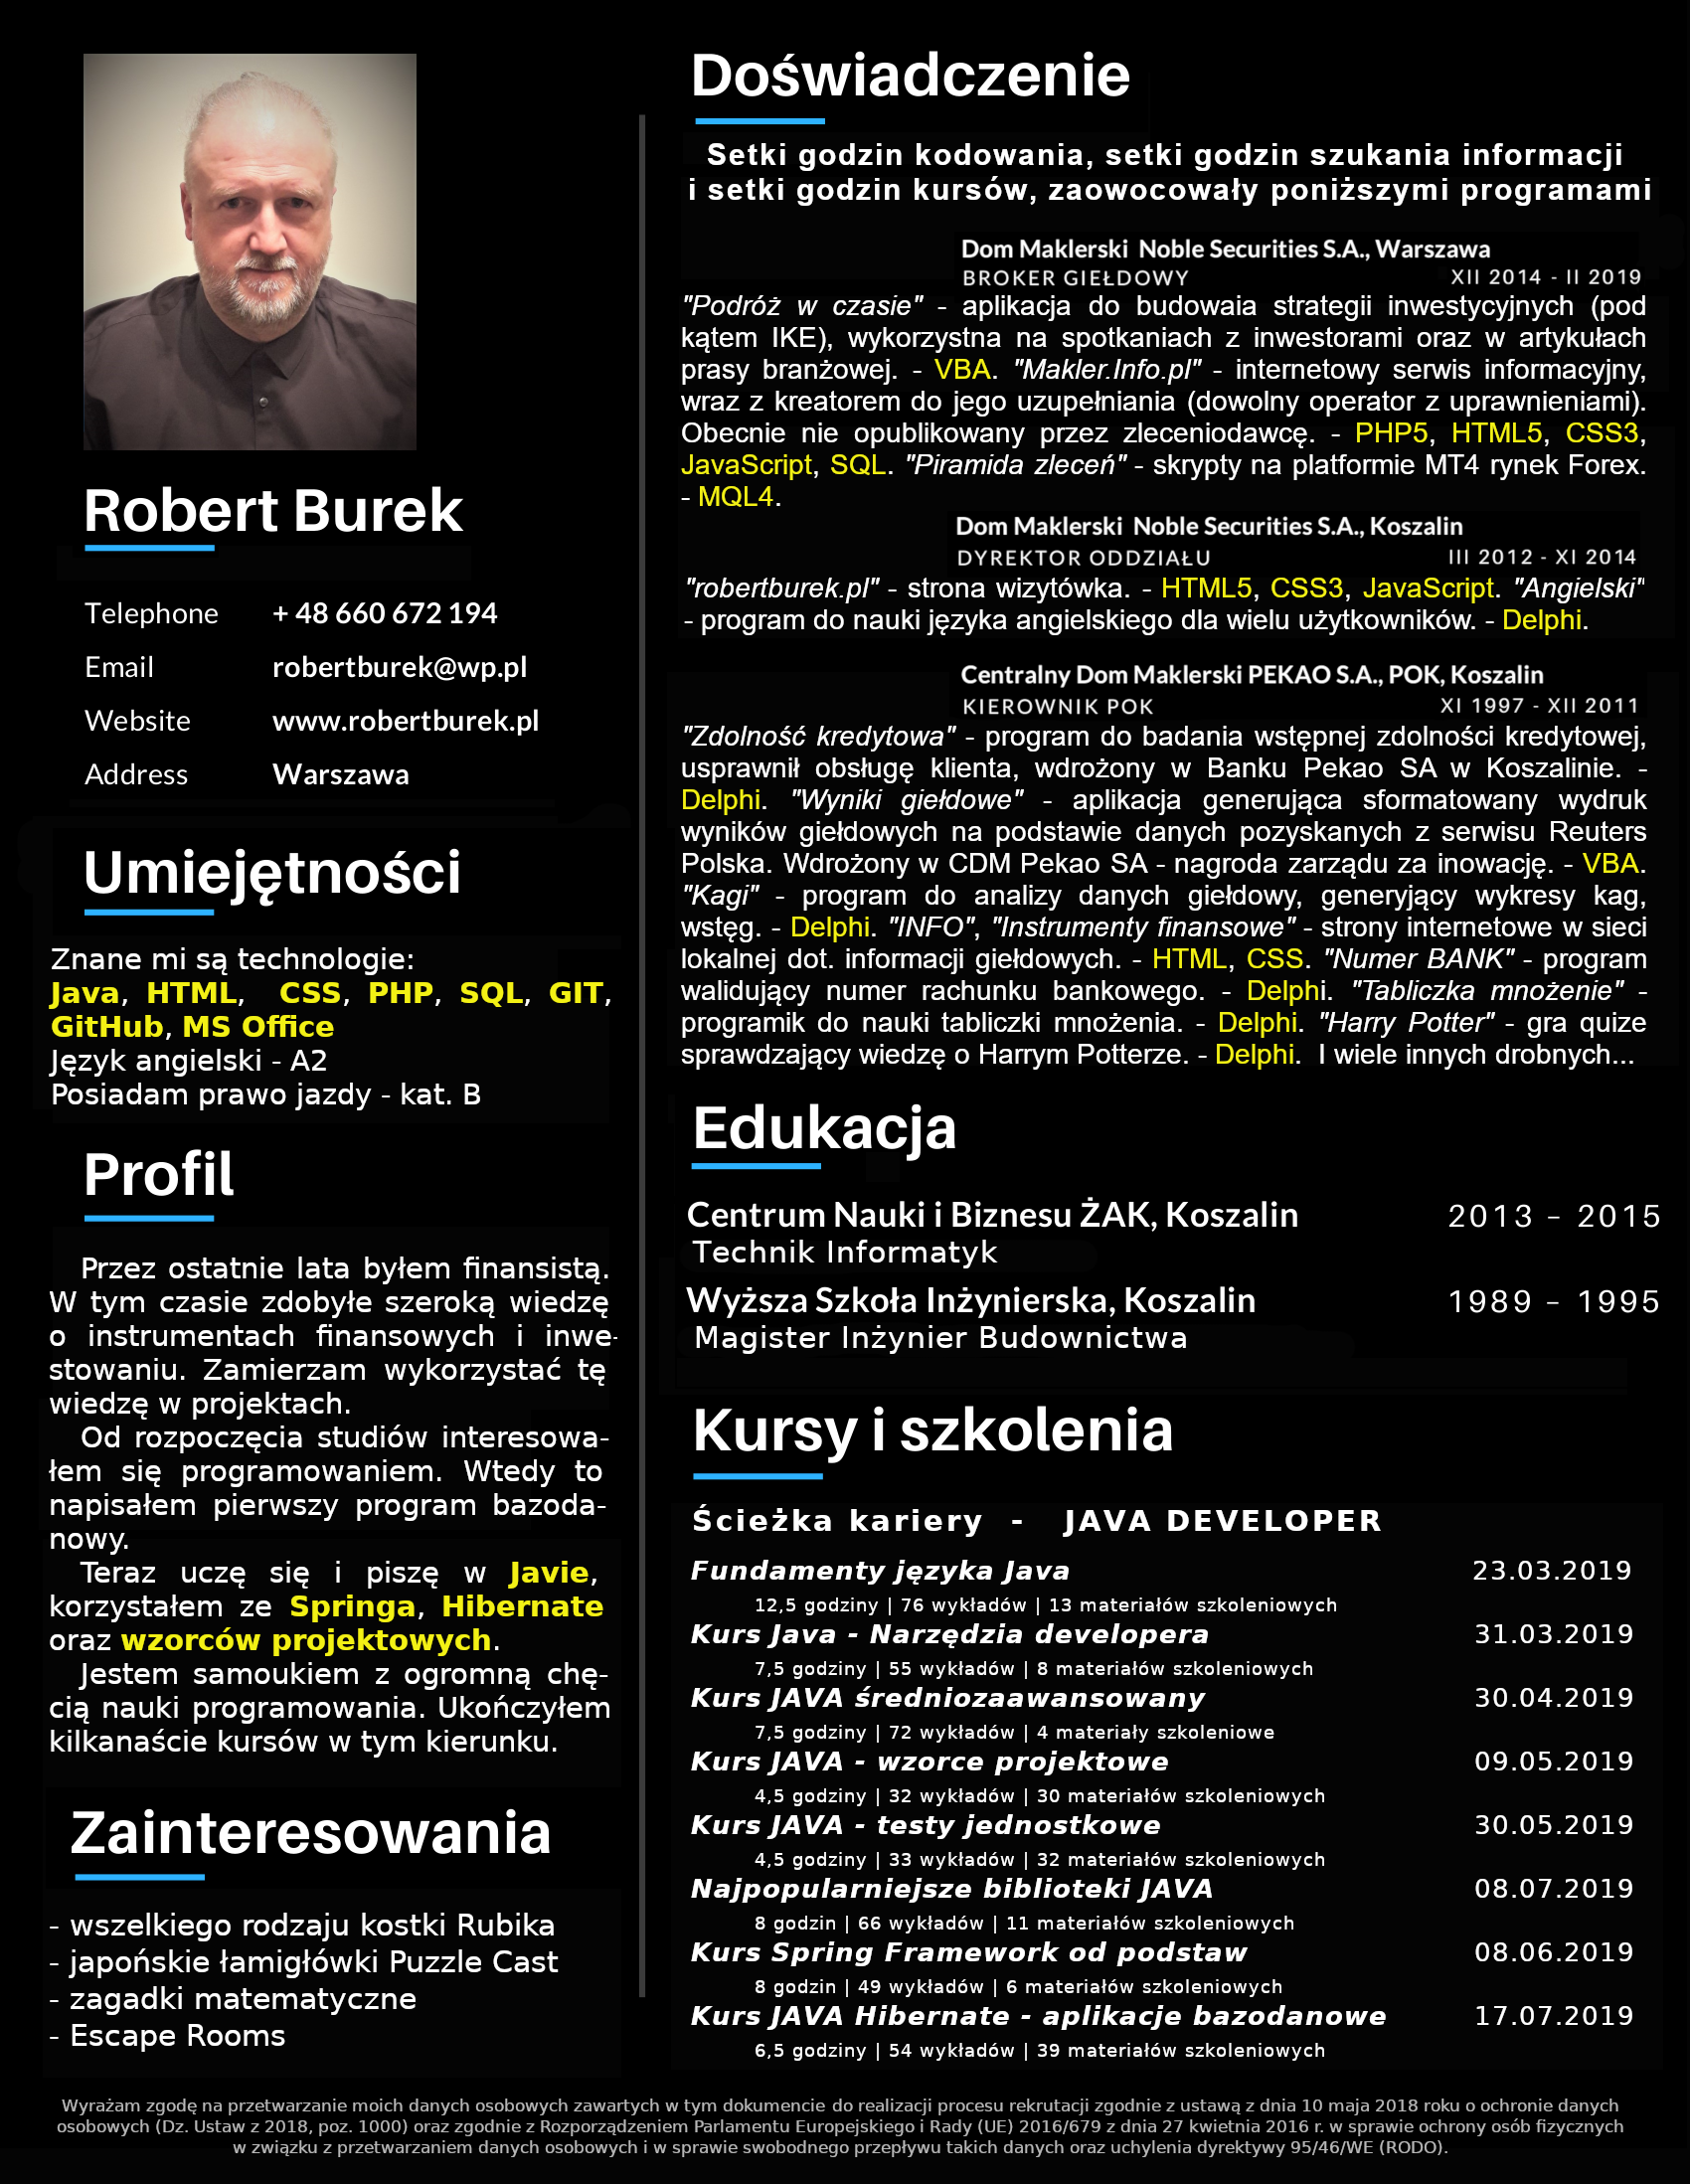 Robert Burek
Telephone + 48 660 672 194
Email robertburek@wp.pl
Website www.robertburek.pl
Address Warszawa
Umiejętności
Znane mi są technologie:
Java, HTML, CSS, PHP, SQL, GIT,
GitHub, MS Office
Język angielski - A2
Posiadam prawo jazdy - kat. B
Profil
Przez ostatnie lata byłem finansistą.
W tym czasie zdobyłe szeroką wiedzę
o instrumentach finansowych i inwe-
stowaniu. Zamierzam wykorzystać tę
wiedzę w projektach.
Od rozpoczęcia studiów interesowa-
łem się programowaniem. Wtedy to
napisałem pierwszy program bazoda-
nowy.
Teraz uczę się i piszę w Javie,
korzystałem ze Springa, Hibernate
oraz wzorców projektowych.
Jestem samoukiem z ogromną chę-
cią nauki programowania. Ukończyłem
kilkanaście kursów w tym kierunku.
Zainteresowania
- wszelkiego rodzaju kostki Rubika
- japońskie łamigłówki Puzzle Cast
- zagadki matematyczne
- Escape Rooms
Doświadczenie
Setki godzin kodowania, setki godzin szukania informacji
i setki godzin kursów, zaowocowały poniższymi programami
Dom Maklerski Noble Securities S.A., Warszawa
BROKER GIEŁDOWY XII 2014 - II 2019
"Podróż w czasie" - aplikacja do budowaia strategii inwestycyjnych (pod
kątem IKE), wykorzystna na spotkaniach z inwestorami oraz w artykułach
prasy branżowej. - VBA. "Makler.Info.pl" - internetowy serwis informacyjny,
wraz z kreatorem do jego uzupełniania (dowolny operator z uprawnieniami).
Obecnie nie opublikowany przez zleceniodawcę. - PHP5, HTML5, CSS3,
JavaScript, SQL. "Piramida zleceń" - skrypty na platformie MT4 rynek Forex.
- MQL4.
Dom Maklerski Noble Securities S.A., Koszalin
DYREKTOR ODDZIAŁU III 2012 - XI 2014
"robertburek.pl" - strona wizytówka. - HTML5, CSS3, JavaScript. "Angielski"
- program do nauki języka angielskiego dla wielu użytkowników. - Delphi.
Centralny Dom Maklerski PEKAO S.A., POK, Koszalin
KIEROWNIK POK XI 1997 - XII 2011
"Zdolność kredytowa" - program do badania wstępnej zdolności kredytowej,
usprawnił obsługę klienta, wdrożony w Banku Pekao SA w Koszalinie. -
Delphi. "Wyniki giełdowe" - aplikacja generująca sformatowany wydruk
wyników giełdowych na podstawie danych pozyskanych z serwisu Reuters
Polska. Wdrożony w CDM Pekao SA - nagroda zarządu za inowację. - VBA.
"Kagi" - program do analizy danych giełdowy, generyjący wykresy kag,
wstęg. - Delphi. "INFO", "Instrumenty finansowe" - strony internetowe w sieci
lokalnej dot. informacji giełdowych. - HTML, CSS. "Numer BANK" - program
walidujący numer rachunku bankowego. - Delphi. "Tabliczka mnożenie" -
programik do nauki tabliczki mnożenia. - Delphi. "Harry Potter" - gra quize
sprawdzający wiedzę o Harrym Potterze. - Delphi. I wiele innych drobnych...
Edukacja
Centrum Nauki i Biznesu ŻAK, Koszalin 2013 – 2015
Technik Informatyk
Wyższa Szkoła Inżynierska, Koszalin 1989 – 1995
Magister Inżynier Budownictwa
Kursy i szkolenia
Ścieżka kariery - JAVA DEVELOPER
Fundamenty języka Java 23.03.2019
12,5 godziny | 76 wykładów | 13 materiałów szkoleniowych
Kurs Java - Narzędzia developera 31.03.2019
7,5 godziny | 55 wykładów | 8 materiałów szkoleniowych
Kurs JAVA średniozaawansowany 30.04.2019
7,5 godziny | 72 wykładów | 4 materiały szkoleniowe
Kurs JAVA - wzorce projektowe 09.05.2019
4,5 godziny | 32 wykładów | 30 materiałów szkoleniowych
Kurs JAVA - testy jednostkowe 30.05.2019
4,5 godziny | 33 wykładów | 32 materiałów szkoleniowych
Najpopularniejsze biblioteki JAVA 08.07.2019
8 godzin | 66 wykładów | 11 materiałów szkoleniowych
Kurs Spring Framework od podstaw 08.06.2019
8 godzin | 49 wykładów | 6 materiałów szkoleniowych
Kurs JAVA Hibernate - aplikacje bazodanowe 17.07.2019
6,5 godziny | 54 wykładów | 39 materiałów szkoleniowych
Wyrażam zgodę na przetwarzanie moich danych osobowych zawartych w tym dokumencie do realizacji procesu rekrutacji zgodnie z ustawą z dnia 10 maja 2018 roku o ochronie danych
osobowych (Dz. Ustaw z 2018, poz. 1000) oraz zgodnie z Rozporządzeniem Parlamentu Europejskiego i Rady (UE) 2016/679 z dnia 27 kwietnia 2016 r. w sprawie ochrony osób fizycznych
w związku z przetwarzaniem danych osobowych i w sprawie swobodnego przepływu takich danych oraz uchylenia dyrektywy 95/46/WE (RODO).